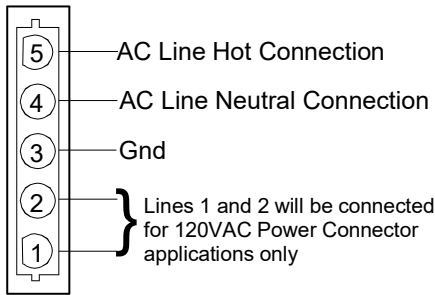 5 AC Line Hot Connection
4 AC Line Neutral Connection
3 Gnd
2
1
} Lines 1 and 2 will be connected
for 120VAC Power Connector
applications only